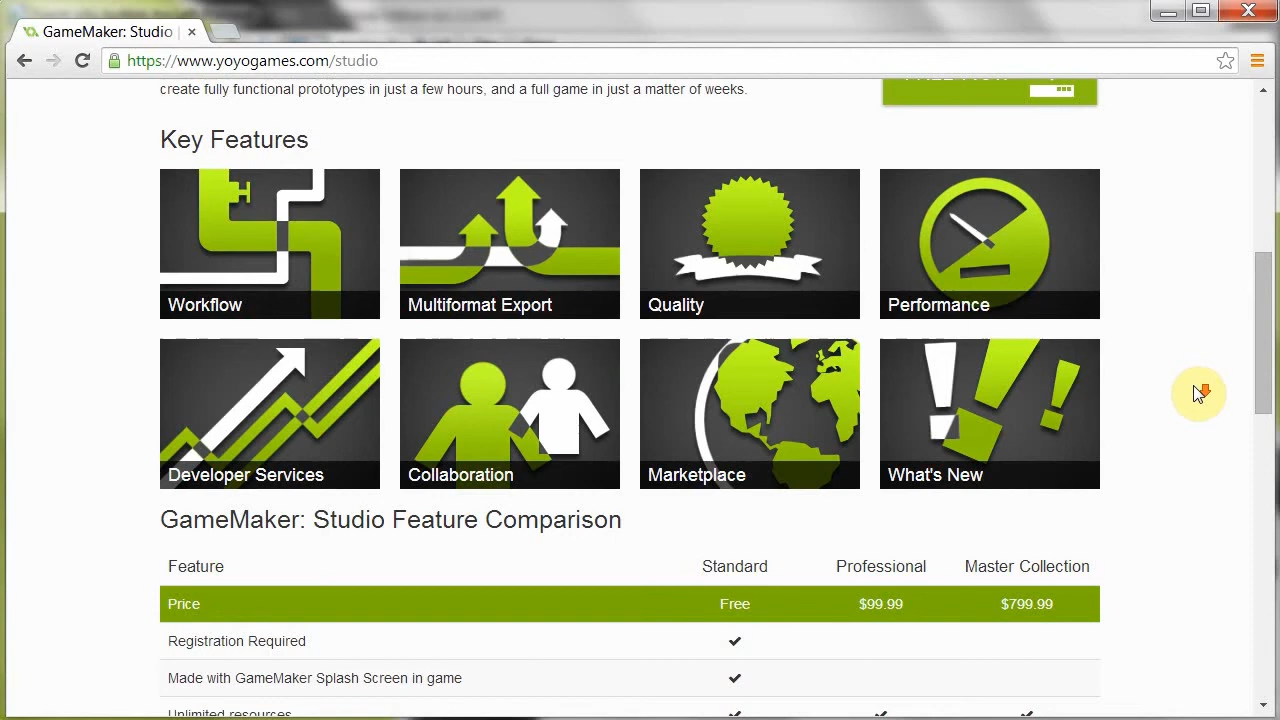 GameMaker: Studio
https://www.yoyogames.com/studio
create fully functional prototypes in just a few hours, and a full game in just a matter of weeks.
Key Features
Workflow
Multiformat Export
Quality
Performance
Developer Services
Collaboration
Marketplace
What's New
GameMaker: Studio Feature Comparison
Feature Standard Professional Master Collection
Price Free $99.99 $799.99
Registration Required
Made with GameMaker Splash Screen in game
Unlimited resources